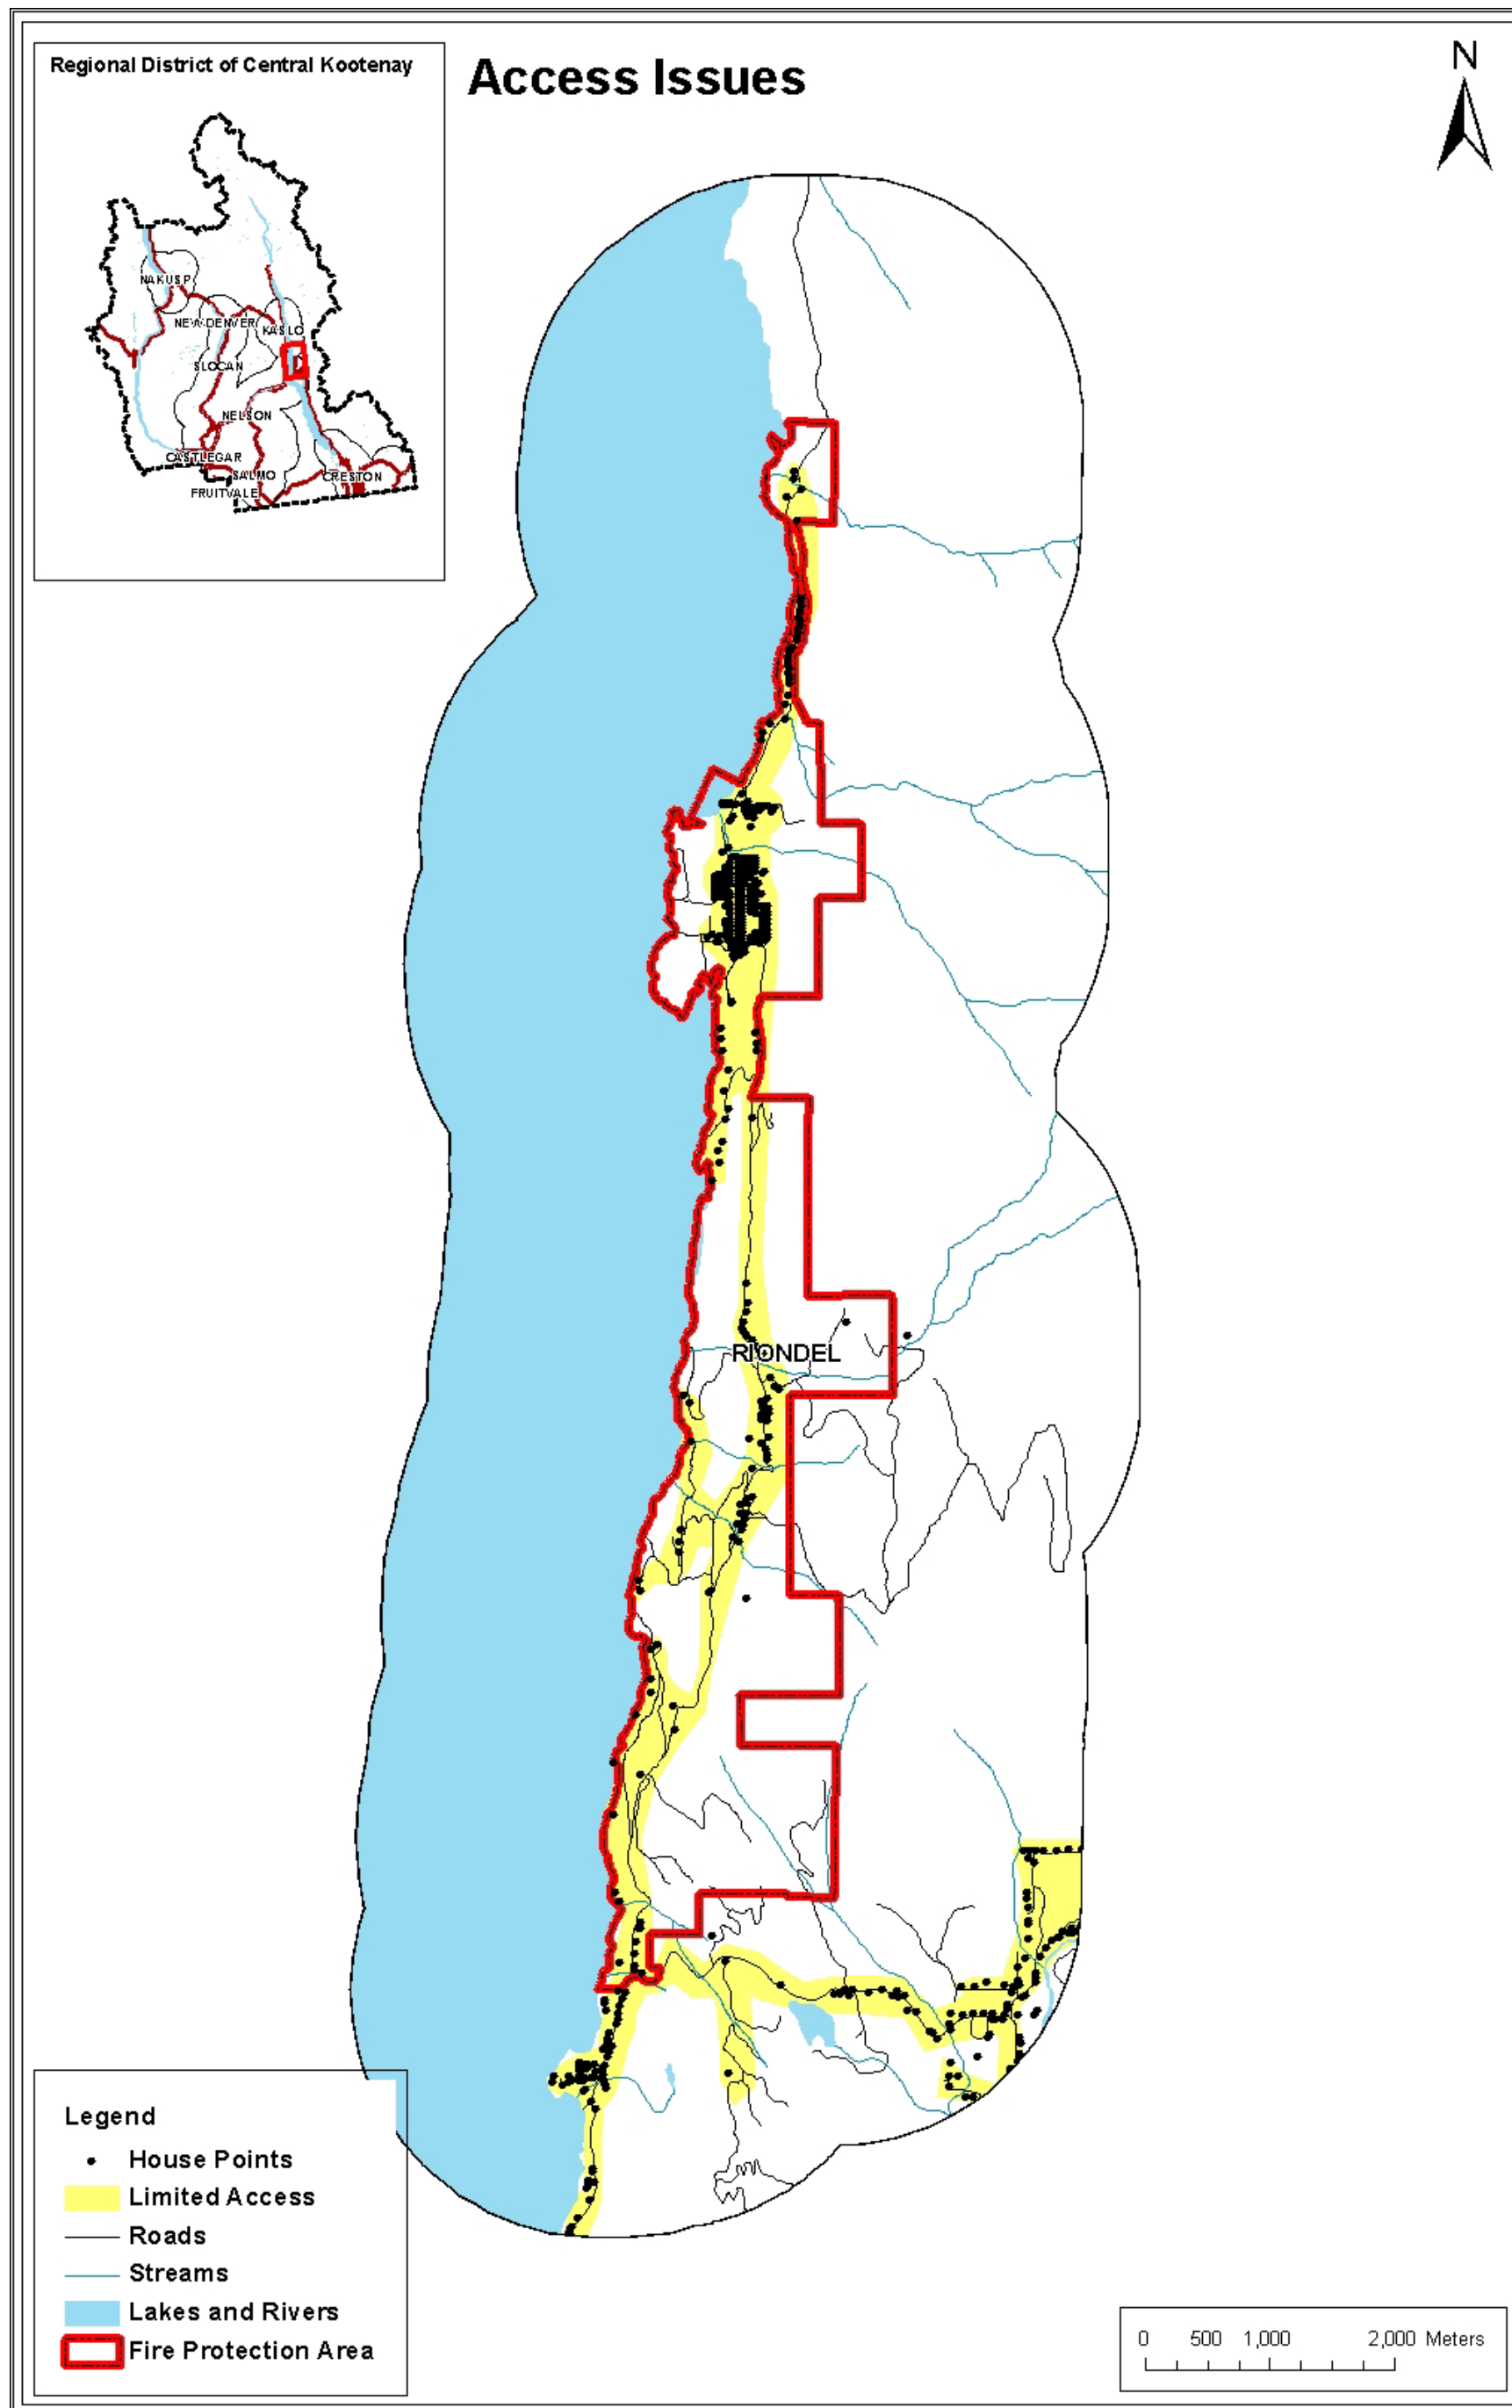 Regional District of Central Kootenay
Access Issues
N
NAKUSP
NEW DENVER
KASLO
SLOCAN
NELSON
CASTLEGAR
SALMO
CRESTON
FRUITVALE
RIONDEL
Legend
House Points
Limited Access
Roads
Streams
Lakes and Rivers
Fire Protection Area
0 500 1,000 2,000 Meters